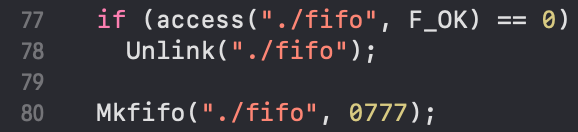 77 if (access("./fifo", F_OK) == 0)
78 Unlink("./fifo");
79
80 Mkfifo("./fifo", 0777);